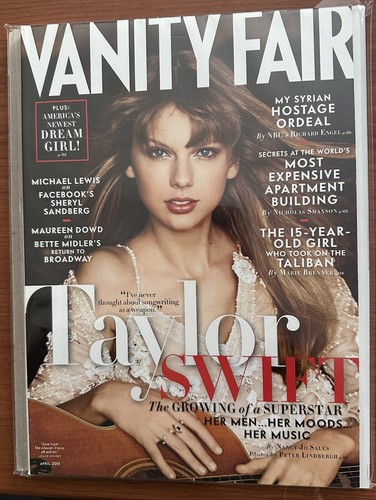 VANITY FAIR
PLUS:
AMERICA'S
NEWEST
DREAM
GIRL!
MICHAEL LEWIS
on
FACEBOOK'S
SHERYL
SANDBERG
MAUREEN DOWD
on
BETTE MIDLER'S
RETURN TO
BROADWAY
MY SYRIAN
HOSTAGE
ORDEAL
By NBC's RICHARD ENGEL
SECRETS AT THE WORLD'S
MOST
EXPENSIVE
APARTMENT
BUILDING
By NICHOLAS SHAXSON
THE 15-YEAR-
OLD GIRL
WHO TOOK ON THE
TALIBAN
By MARIE BRENNER
"I've never
thought about songwriting
as a weapon."
Taylor
SWIFT
The GROWING of a SUPERSTAR
HER MEN...HER MOODS...
HER MUSIC
By NANCY JO SALES
Photos by PETER LINDBERGH
APRIL 2013